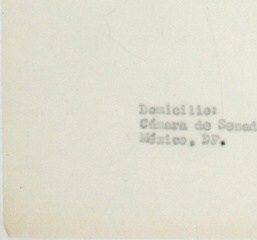 Domicilio:
Cámara de Senad
México, DF.